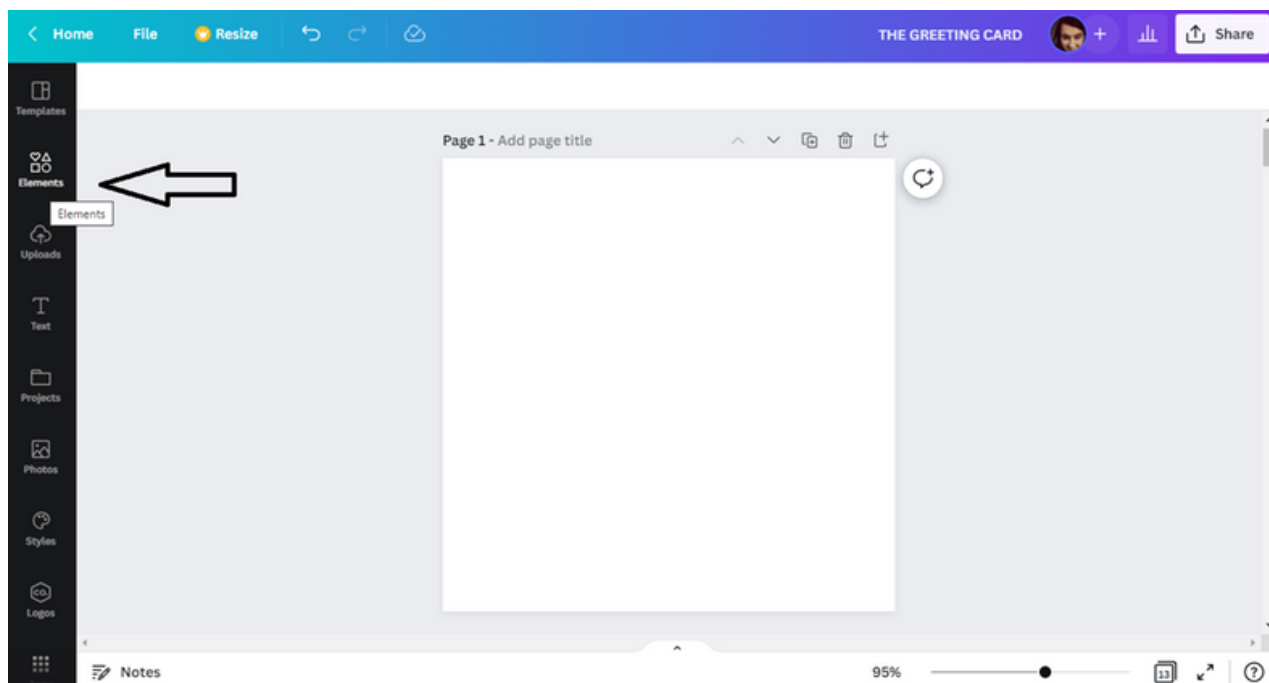 Home File Resize THE GREETING CARD + Share
Templates
Page 1 - Add page title
Elements
Elements
Uploads
Text
Projects
Photos
Styles
co.
Logos
Notes 95% 13 ?